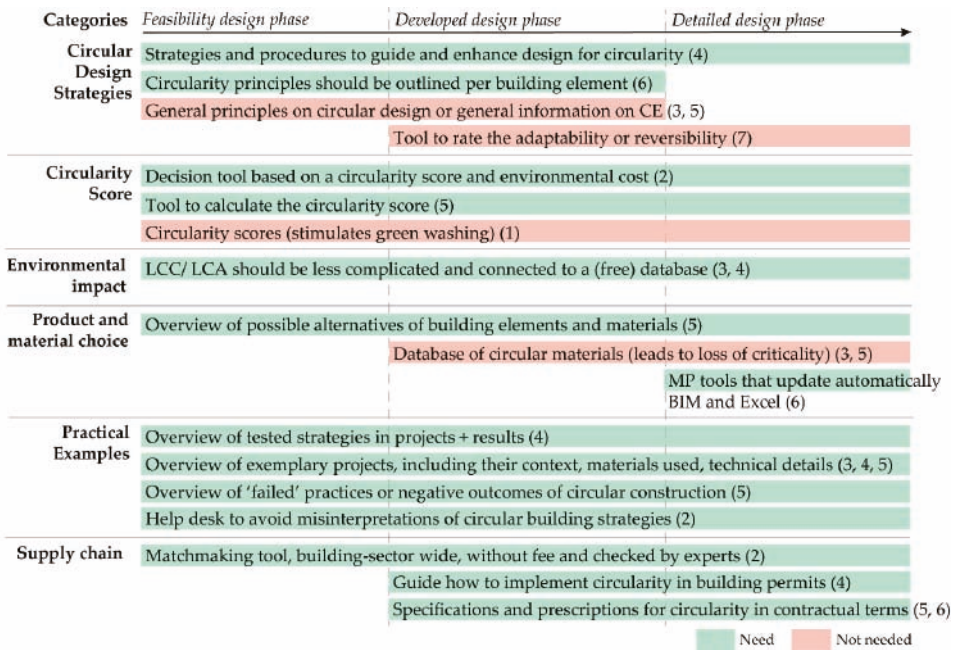 Categories Feasibility design phase Developed design phase Detailed design phase
Circular Design Strategies
Strategies and procedures to guide and enhance design for circularity (4)
Circularity principles should be outlined per building element (6)
General principles on circular design or general information on CE (3, 5)
Tool to rate the adaptability or reversibility (7)
Circularity Score
Decision tool based on a circularity score and environmental cost (2)
Tool to calculate the circularity score (5)
Circularity scores (stimulates green washing) (1)
Environmental impact
LCC/ LCA should be less complicated and connected to a (free) database (3, 4)
Product and material choice
Overview of possible alternatives of building elements and materials (5)
Database of circular materials (leads to loss of criticality) (3, 5)
MP tools that update automatically
BIM and Excel (6)
Practical Examples
Overview of tested strategies in projects + results (4)
Overview of exemplary projects, including their context, materials used, technical details (3, 4, 5)
Overview of 'failed' practices or negative outcomes of circular construction (5)
Help desk to avoid misinterpretations of circular building strategies (2)
Supply chain
Matchmaking tool, building-sector wide, without fee and checked by experts (2)
Guide how to implement circularity in building permits (4)
Specifications and prescriptions for circularity in contractual terms (5, 6)
Need Not needed